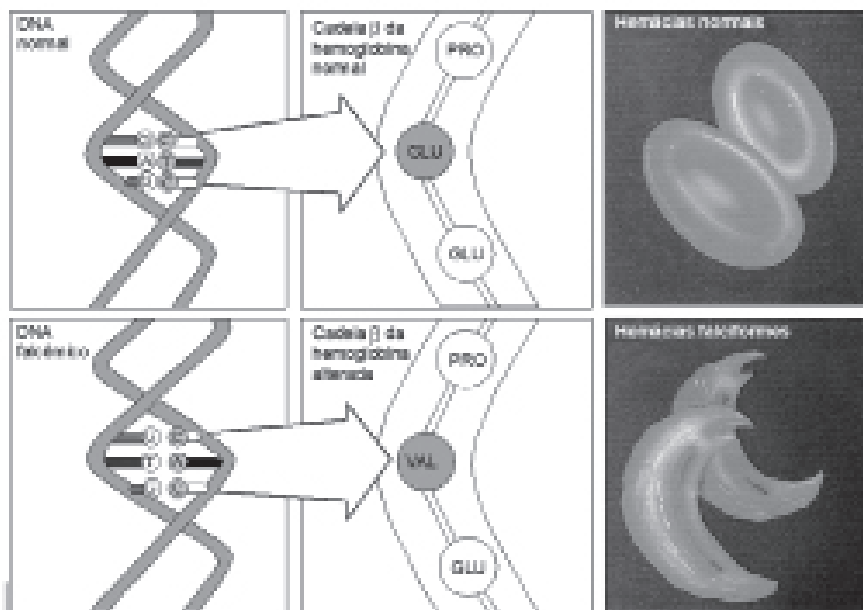 DNA
normal
Cadeia β da
hemoglobina
normal
PRO
GLU
GLU
Hemácias normais
DNA
falcêmico
Cadeia β da
hemoglobina
alterada
PRO
VAL
GLU
Hemácias falciformes